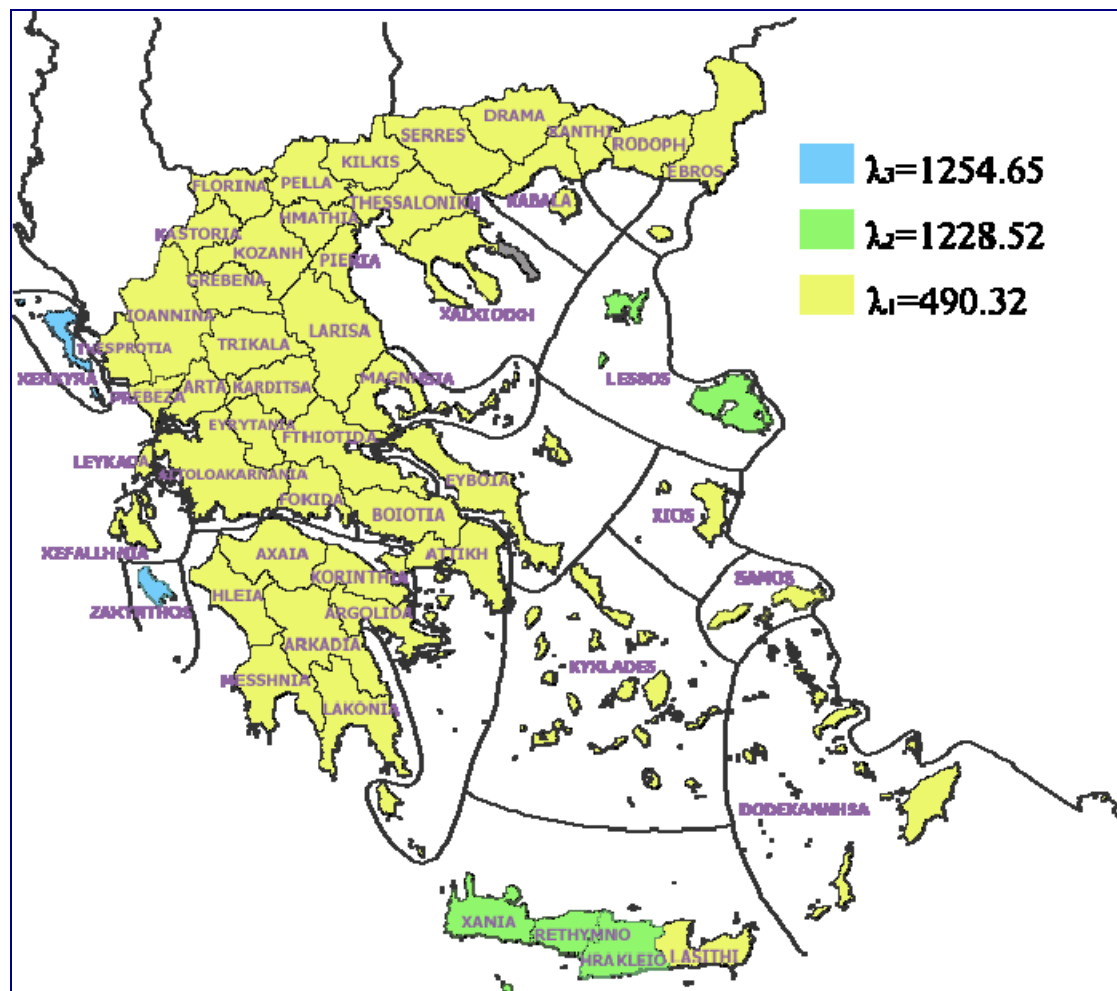 DRAMA
SERRES
XANTHI
RODOPH
EBROS
KILKIS
PELLA
FLORINA
THESSALONIKH
KABALA
HMATHIA
KASTORIA
KOZANH
PIERIA
GREBENA
XALKIDIKH
IOANNINA
LARISA
THESPROTIA
TRIKALA
KERKYRA
MAGNHSIA
LESBOS
PREBEZA
ARTA
KARDITSA
EYRYTANIA
FTHIOTIDA
LEYKADA
AITOLOAKARNANIA
EYBOIA
FOKIDA
BOIOTIA
XIOS
KEFALLHNIA
AXAIA
ATTIKH
KORINTHIA
SAMOS
ZAKYNTHOS
HLEIA
ARGOLIDA
ARKADIA
KYKLADES
MESSHNIA
LAKONIA
DODEKANNHSA
XANIA
RETHYMNO
HRAKLEIO
LASITHI
λ3=1254.65
λ2=1228.52
λ1=490.32